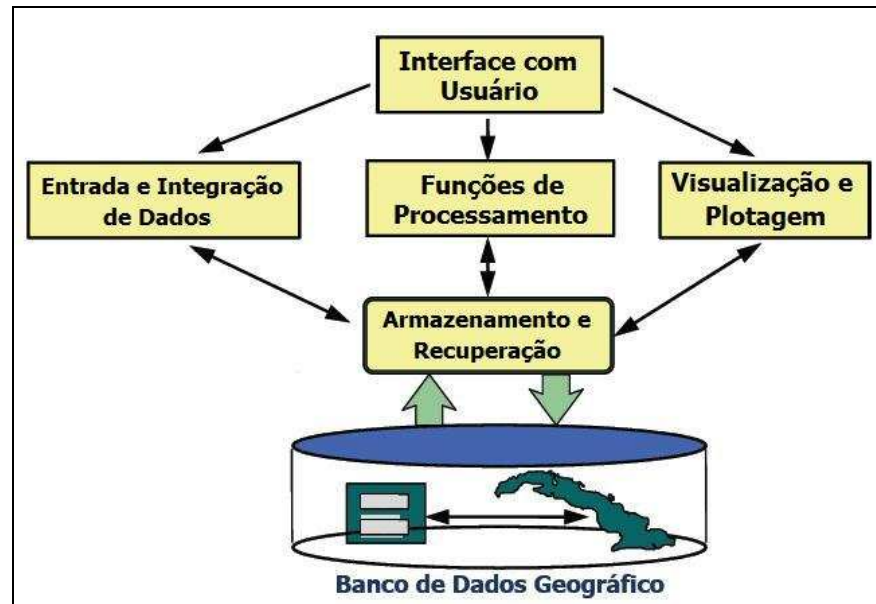 Interface com
Usuário
Entrada e Integração
de Dados
Funções de
Processamento
Visualização e
Plotagem
Armazenamento e
Recuperação
Banco de Dados Geográfico